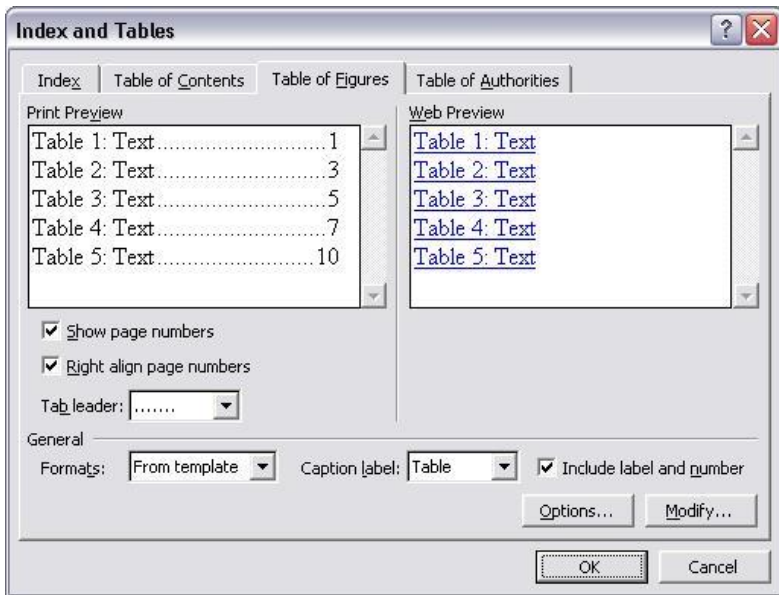 Index and Tables
Index Table of Contents Table of Figures Table of Authorities
Print Preview
Table 1: Text............................1
Table 2: Text............................3
Table 3: Text............................5
Table 4: Text............................7
Table 5: Text..........................10
Web Preview
Table 1: Text
Table 2: Text
Table 3: Text
Table 4: Text
Table 5: Text
Show page numbers
Right align page numbers
Tab leader: .......
General
Formats: From template Caption label: Table Include label and number
Options... Modify...
OK Cancel